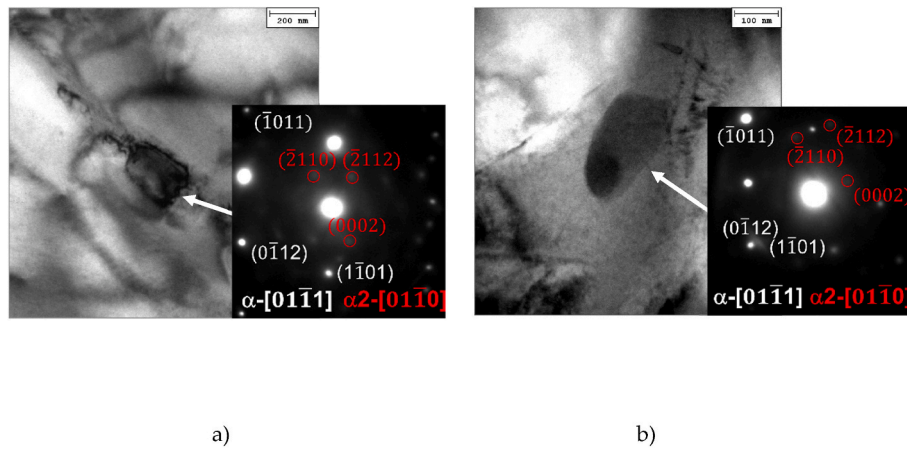 200 nm
(1̅011)
(2̅110) (2̅112)
(0002)
(01̅12)
(11̅01)
α-[011̅1] α2-[011̅0]
a)
100 nm
(1̅011)
(2̅112)
(2̅110)
(0002)
(01̅12)
(11̅01)
α-[011̅1] α2-[011̅0]
b)